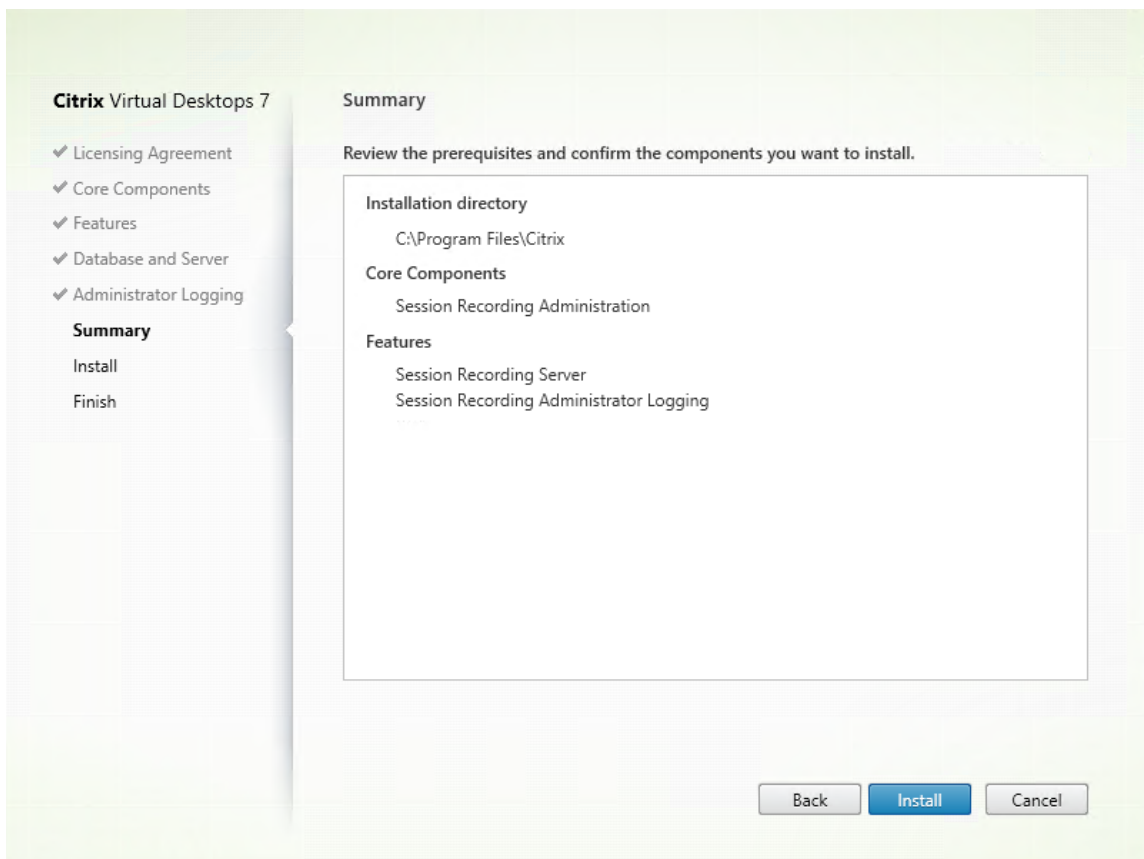 Citrix Virtual Desktops 7
Licensing Agreement
Core Components
Features
Database and Server
Administrator Logging
Summary
Install
Finish
Summary
Review the prerequisites and confirm the components you want to install.
Installation directory
C:\Program Files\Citrix
Core Components
Session Recording Administration
Features
Session Recording Server
Session Recording Administrator Logging
Back
Install
Cancel